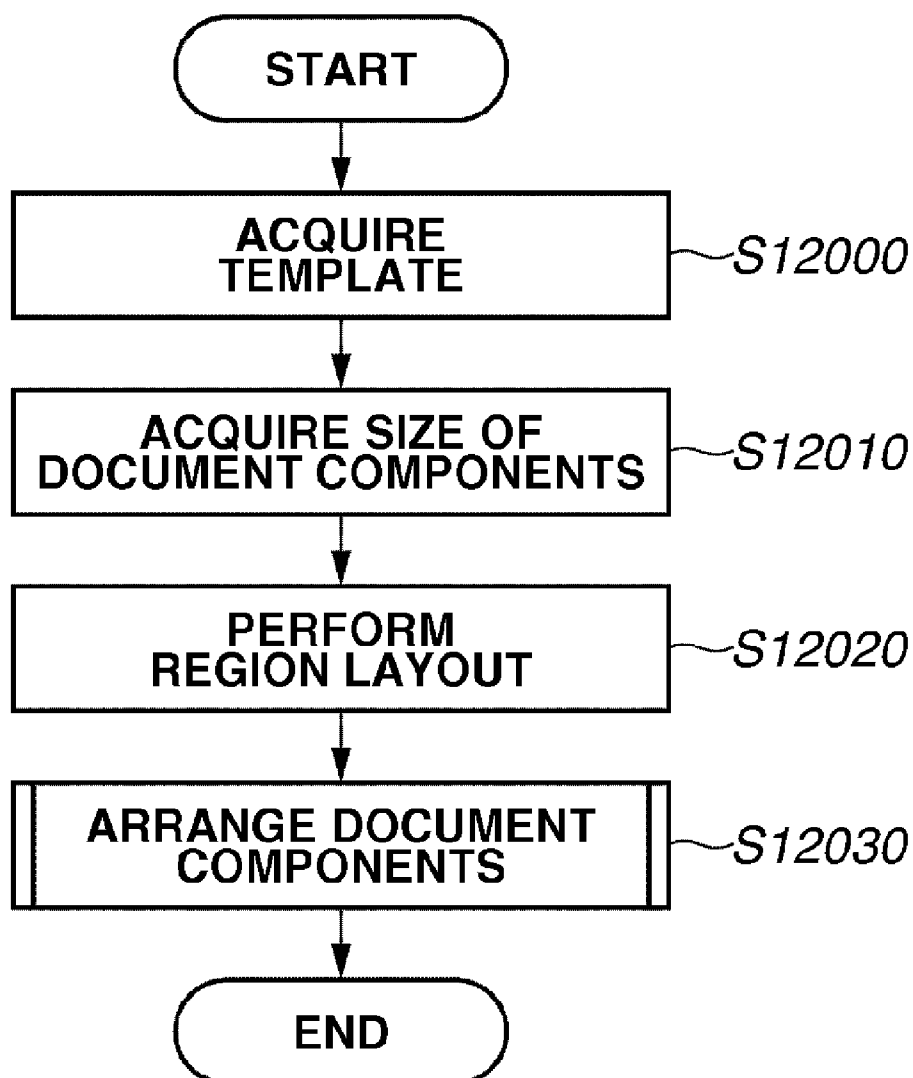 START
ACQUIRE
TEMPLATE
S12000
ACQUIRE SIZE OF
DOCUMENT COMPONENTS
S12010
PERFORM
REGION LAYOUT
S12020
ARRANGE DOCUMENT
COMPONENTS
S12030
END